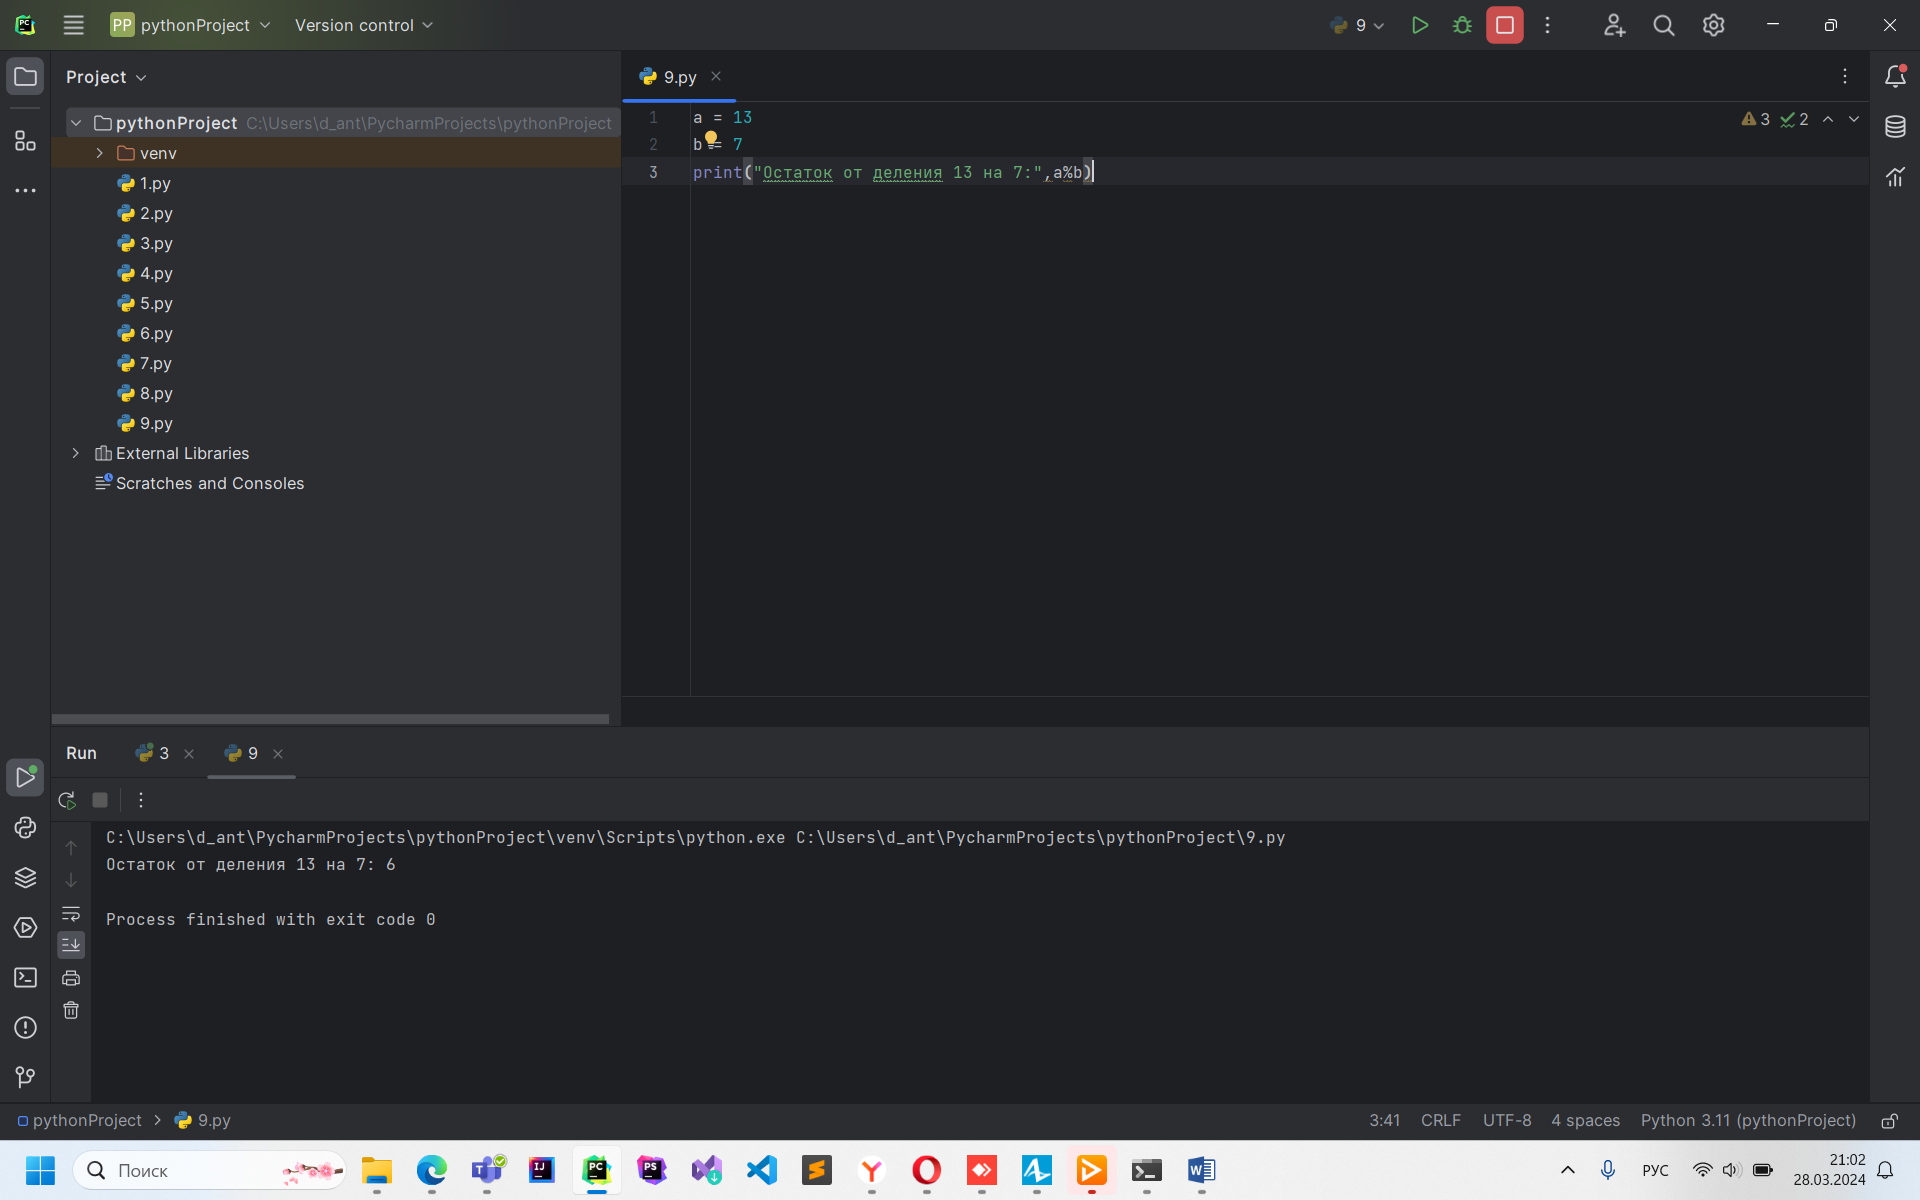 PP pythonProject Version control 9
Project
pythonProject C:\Users\d_ant\PycharmProjects\pythonProject
venv
1.py
2.py
3.py
4.py
5.py
6.py
7.py
8.py
9.py
External Libraries
Scratches and Consoles
9.py
1 a = 13
2 b = 7
3 print("Остаток от деления 13 на 7:",a%b)
3 2
Run 3 9
C:\Users\d_ant\PycharmProjects\pythonProject\venv\Scripts\python.exe C:\Users\d_ant\PycharmProjects\pythonProject\9.py
Остаток от деления 13 на 7: 6
Process finished with exit code 0
pythonProject 9.py 3:41 CRLF UTF-8 4 spaces Python 3.11 (pythonProject)
Поиск РУС 21:02
28.03.2024